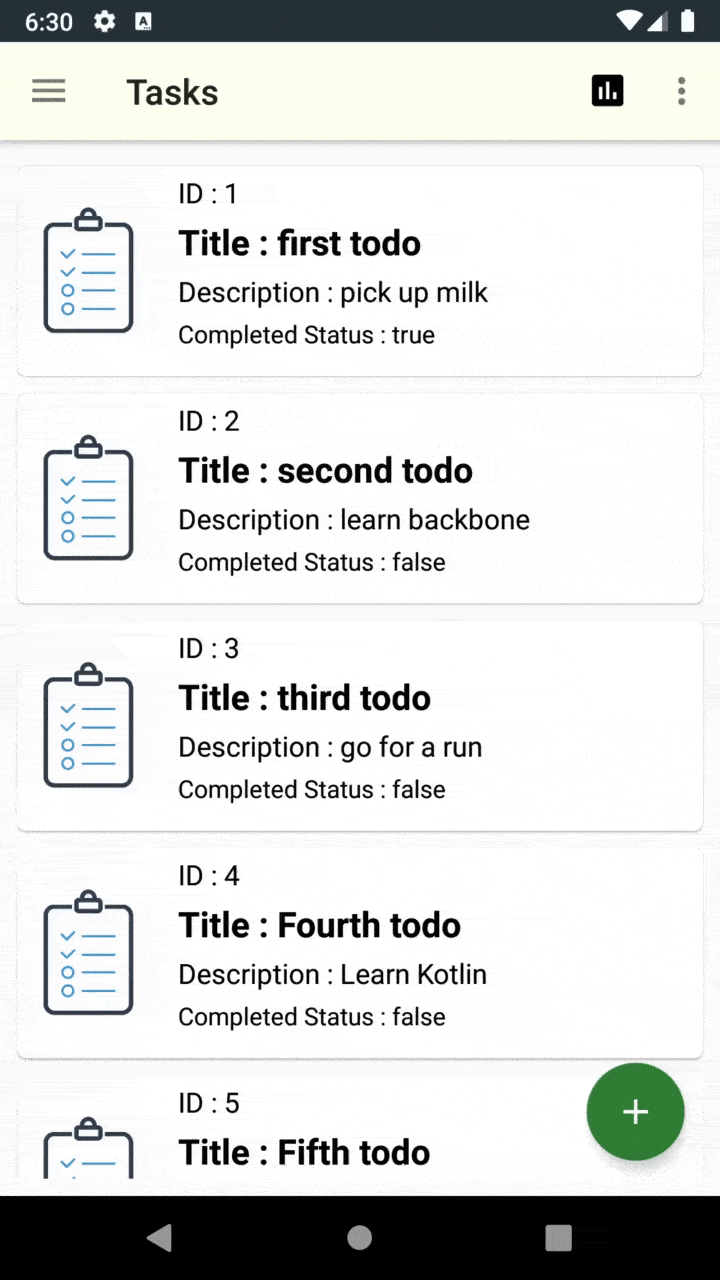 6:30
Tasks
ID : 1
Title : first todo
Description : pick up milk
Completed Status : true
ID : 2
Title : second todo
Description : learn backbone
Completed Status : false
ID : 3
Title : third todo
Description : go for a run
Completed Status : false
ID : 4
Title : Fourth todo
Description : Learn Kotlin
Completed Status : false
ID : 5
Title : Fifth todo